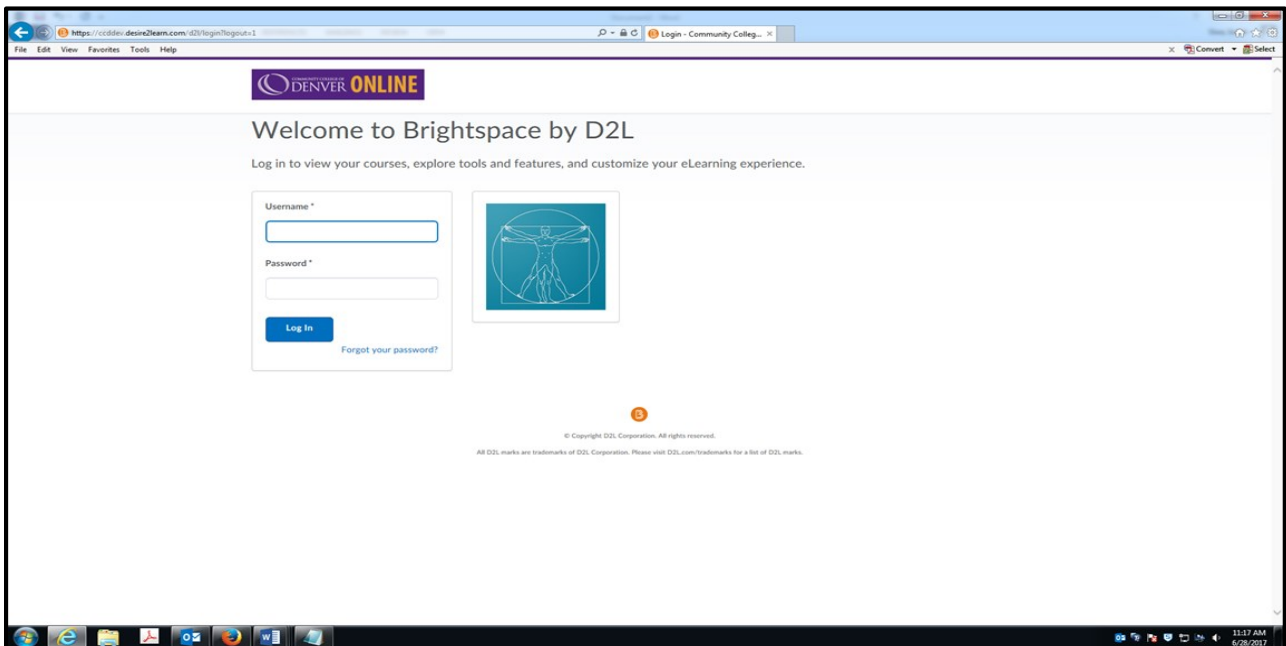 https://ccddev.desire2learn.com/d2l/login?logout=1
Login - Community Colleg...
File Edit View Favorites Tools Help
x Convert Select
COMMUNITY COLLEGE OF
DENVER ONLINE
Welcome to Brightspace by D2L
Log in to view your courses, explore tools and features, and customize your eLearning experience.
Username *
Password *
Log In
Forgot your password?
© Copyright D2L Corporation. All rights reserved.
All D2L marks are trademarks of D2L Corporation. Please visit D2L.com/trademarks for a list of D2L marks.
11:17 AM
6/28/2017